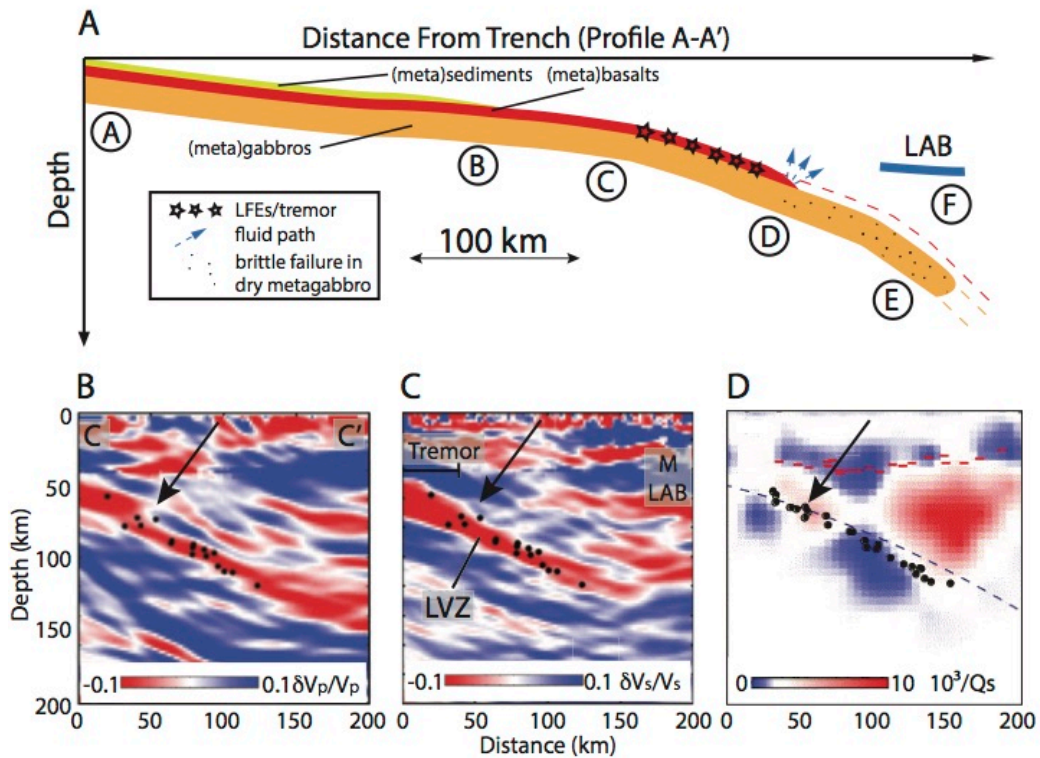 A
Distance From Trench (Profile A-A’)
(meta)sediments
(meta)basalts
(meta)gabbros
A
B
C
D
E
F
LAB
Depth
LFEs/tremor
fluid path
brittle failure in
dry metagabbro
100 km
B
C
D
C
C’
Tremor
M
LAB
LVZ
0
50
100
150
200
Depth (km)
-0.1
0.1 δVp/Vp
-0.1
0.1 δVs/Vs
0
10
10³/Qs
0
50
100
150
200
0
50
100
150
200
0
50
100
150
200
Distance (km)